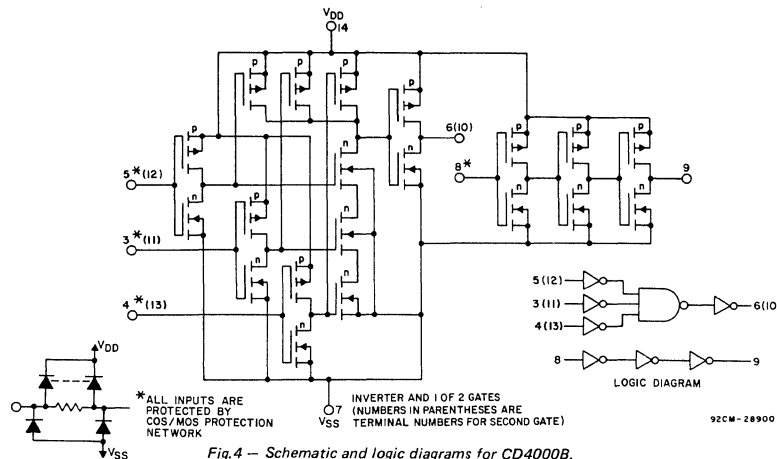 VDD
14
p
p
p
p
p
n
p
n
p
n
p
n
n
n
p
n
p
n
p
n
p
n
5*(12)
3*(11)
4*(13)
6(10)
8*
9
5(12)
3(11)
4(13)
6(10)
8
9
LOGIC DIAGRAM
VDD
VSS
*ALL INPUTS ARE
PROTECTED BY
COS/MOS PROTECTION
NETWORK
7
VSS
INVERTER AND 1 OF 2 GATES
(NUMBERS IN PARENTHESES ARE
TERMINAL NUMBERS FOR SECOND GATE)
92CM-28900
Fig.4 — Schematic and logic diagrams for CD4000B.